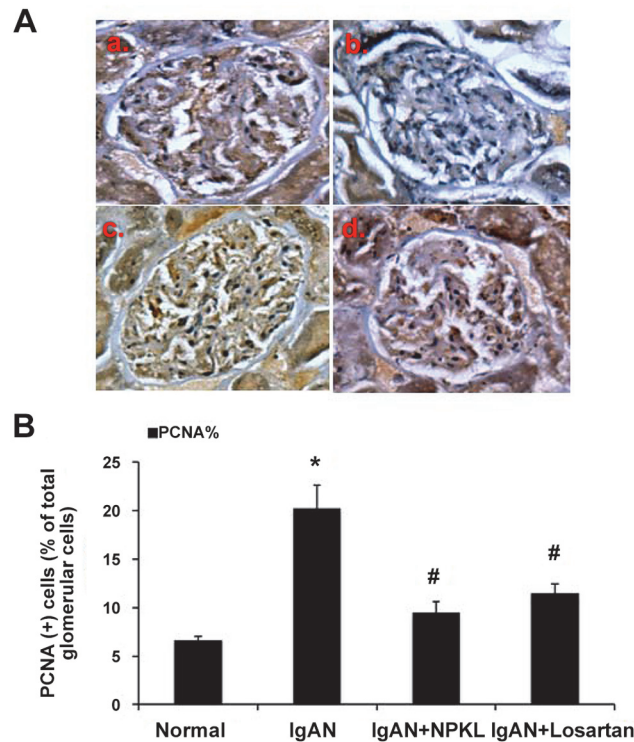 A
a.
b.
c.
d.
B
PCNA%
PCNA (+) cells (% of total
glomerular cells)
25
20
15
10
5
0
*
#
#
Normal
IgAN
IgAN+NPKL
IgAN+Losartan